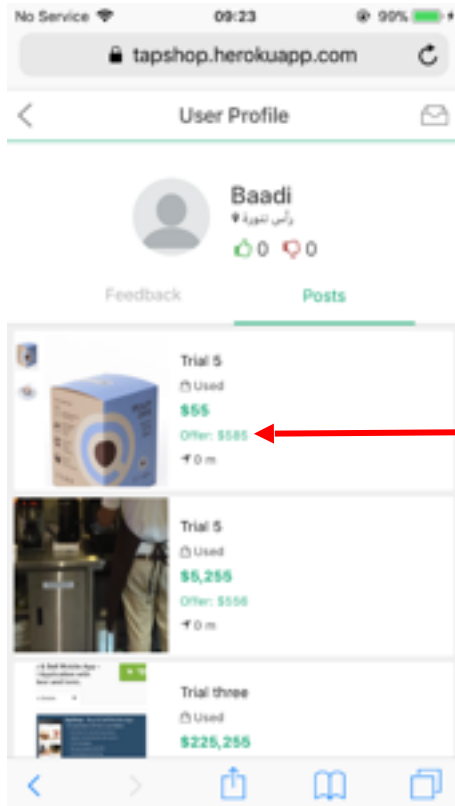 No Service 09:23 99%
tapshop.herokuapp.com
User Profile
Baadi
رأس تنورة
0 0
Feedback Posts
Trial 5
Used
$55
Offer: $585
0 m
Trial 5
Used
$5,255
Offer: $556
0 m
Trial three
Used
$225,255